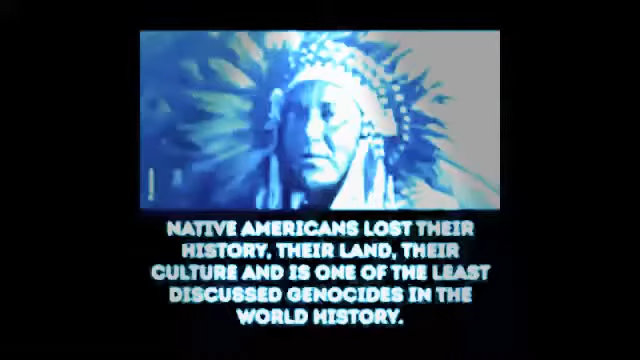 NATIVE AMERICANS LOST THEIR
HISTORY, THEIR LAND, THEIR
CULTURE AND IS ONE OF THE LEAST
DISCUSSED GENOCIDES IN THE
WORLD HISTORY.